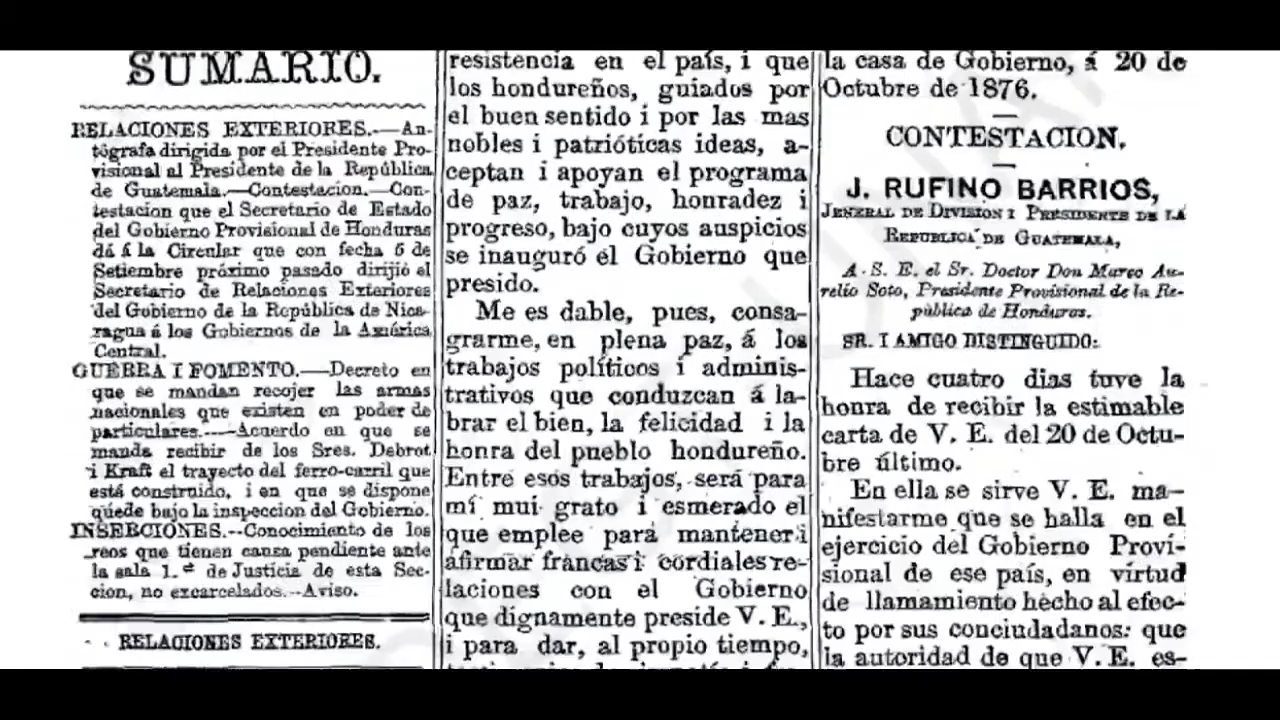 SUMARIO.
RELACIONES EXTERIORES.—Au-
tógrafa dirigida por el Presidente Pro-
visional al Presidente de la República
de Guatemala.—Contestacion.—Con-
testacion que el Secretario de Estado
del Gobierno Provisional de Honduras
dá á la Circular que con fecha 5 de
Setiembre próximo pasado dirijió el
Secretario de Relaciones Exteriores
del Gobierno de la República de Nica-
ragua á los Gobiernos de la América
Central.
GUERRA I FOMENTO.—Decreto en
que se mandan recojer las armas
nacionales que existen en poder de
particulares.—Acuerdo en que se
manda recibir de los Sres. Debrot
i Kraft el trayecto del ferro-carril que
está construido, i en que se dispone
quede bajo la inspeccion del Gobierno.
INSERCIONES.—Conocimiento de los
reos que tienen causa pendiente ante
la sala 1.ª de Justicia de esta Sec-
cion, no excarcelados.—Aviso.
RELACIONES EXTERIORES.
resistencia en el país, i que
los hondureños, guiados por
el buen sentido i por las mas
nobles i patrióticas ideas, a-
ceptan i apoyan el programa
de paz, trabajo, honradez i
progreso, bajo cuyos auspicios
se inauguró el Gobierno que
presido.
Me es dable, pues, consa-
grarme, en plena paz, á los
trabajos políticos i adminis-
trativos que conduzcan á la-
brar el bien, la felicidad i la
honra del pueblo hondureño.
Entre esos trabajos, será para
mí mui grato i esmerado el
que emplee para mantener i
afirmar francas i cordiales re-
laciones con el Gobierno
que dignamente preside V. E.,
i para dar, al propio tiempo,
la casa de Gobierno, á 20 de
Octubre de 1876.
CONTESTACION.
J. RUFINO BARRIOS,
JENERAL DE DIVISION I PRESIDENTE DE LA
REPUBLICA DE GUATEMALA,
A S. E. el Sr. Doctor Don Marco Au-
relio Soto, Presidente Provisional de la Re-
pública de Honduras.
SR. I AMIGO DISTINGUIDO:
Hace cuatro dias tuve la
honra de recibir la estimable
carta de V. E. del 20 de Octu-
bre último.
En ella se sirve V. E. ma-
nifestarme que se halla en el
ejercicio del Gobierno Provi-
sional de ese país, en virtud
de llamamiento hecho al efec-
to por sus conciudadanos: que
la autoridad de que V. E. es-